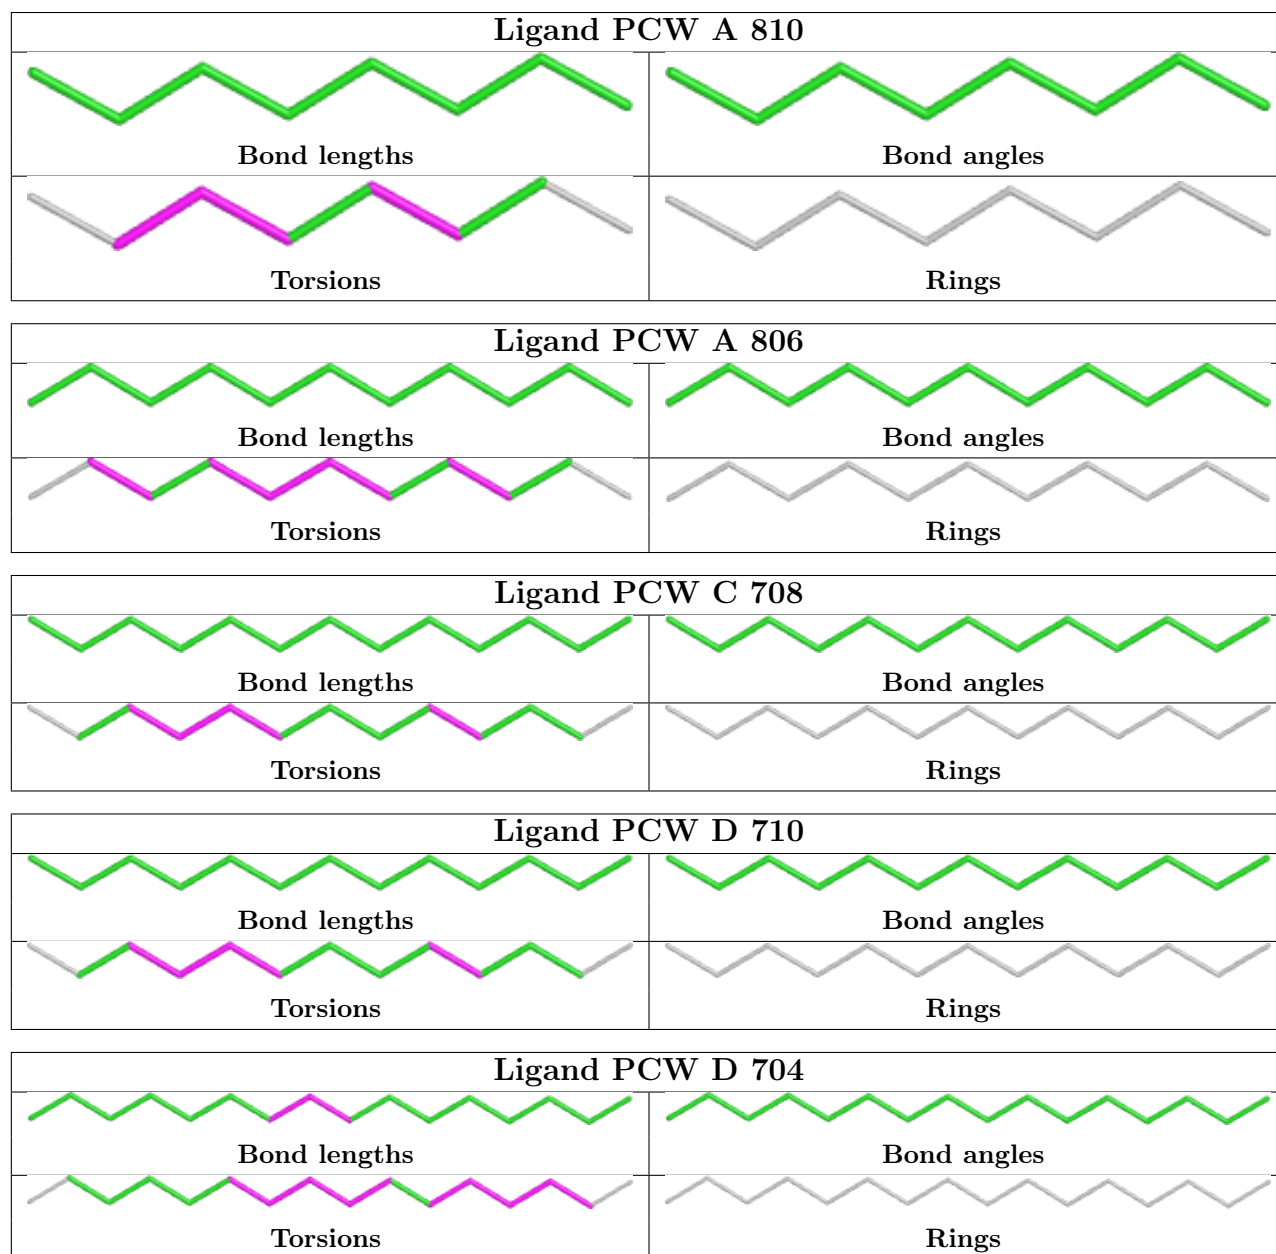 Ligand PCW A 810
Bond lengths Bond angles
Torsions Rings
Ligand PCW A 806
Bond lengths Bond angles
Torsions Rings
Ligand PCW C 708
Bond lengths Bond angles
Torsions Rings
Ligand PCW D 710
Bond lengths Bond angles
Torsions Rings
Ligand PCW D 704
Bond lengths Bond angles
Torsions Rings